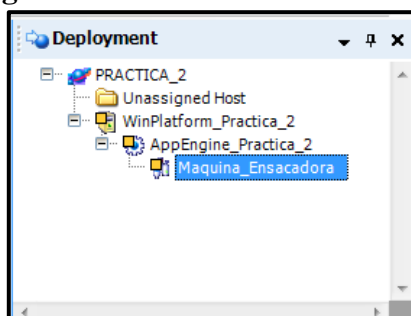 Deployment
PRACTICA_2
Unassigned Host
WinPlatform_Practica_2
AppEngine_Practica_2
Maquina_Ensacadora